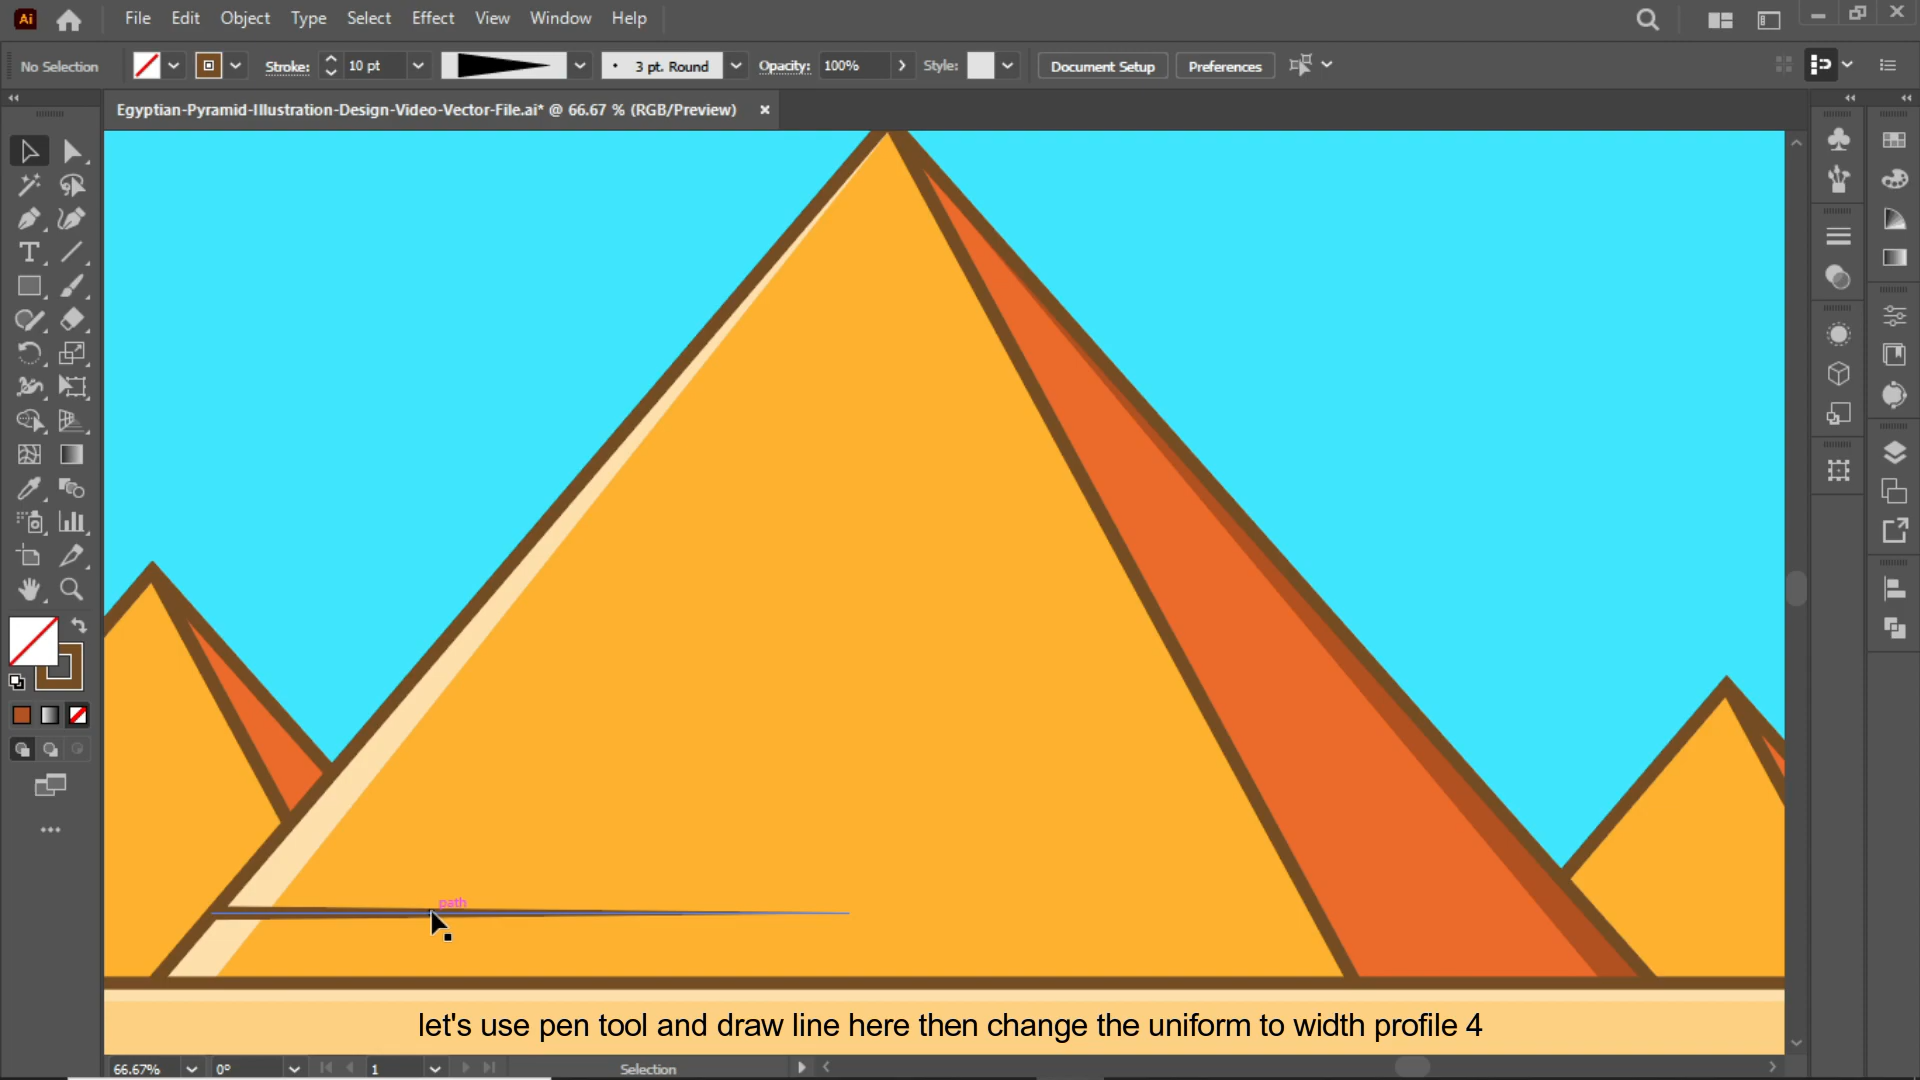 Ai File Edit Object Type Select Effect View Window Help
No Selection Stroke: 10 pt 3 pt. Round Opacity: 100% Style: Document Setup Preferences
Egyptian-Pyramid-Illustration-Design-Video-Vector-File.ai* @ 66.67 % (RGB/Preview)
path
let's use pen tool and draw line here then change the uniform to width profile 4
66.67% 0° 1 Selection